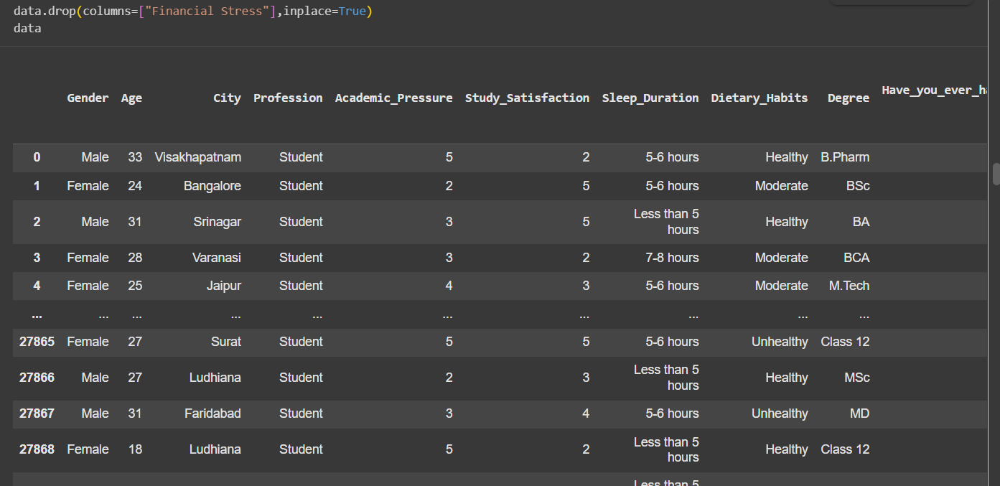 data.drop(columns=["Financial Stress"],inplace=True)
data
Gender Age City Profession Academic_Pressure Study_Satisfaction Sleep_Duration Dietary_Habits Degree Have_you_ever_ha
0 Male 33 Visakhapatnam Student 5 2 5-6 hours Healthy B.Pharm
1 Female 24 Bangalore Student 2 5 5-6 hours Moderate BSc
2 Male 31 Srinagar Student 3 5 Less than 5 hours Healthy BA
3 Female 28 Varanasi Student 3 2 7-8 hours Moderate BCA
4 Female 25 Jaipur Student 4 3 5-6 hours Moderate M.Tech
... ... ... ... ... ... ... ... ... ...
27865 Female 27 Surat Student 5 5 5-6 hours Unhealthy Class 12
27866 Male 27 Ludhiana Student 2 3 Less than 5 hours Healthy MSc
27867 Male 31 Faridabad Student 3 4 5-6 hours Unhealthy MD
27868 Female 18 Ludhiana Student 5 2 Less than 5 hours Healthy Class 12
Less than 5